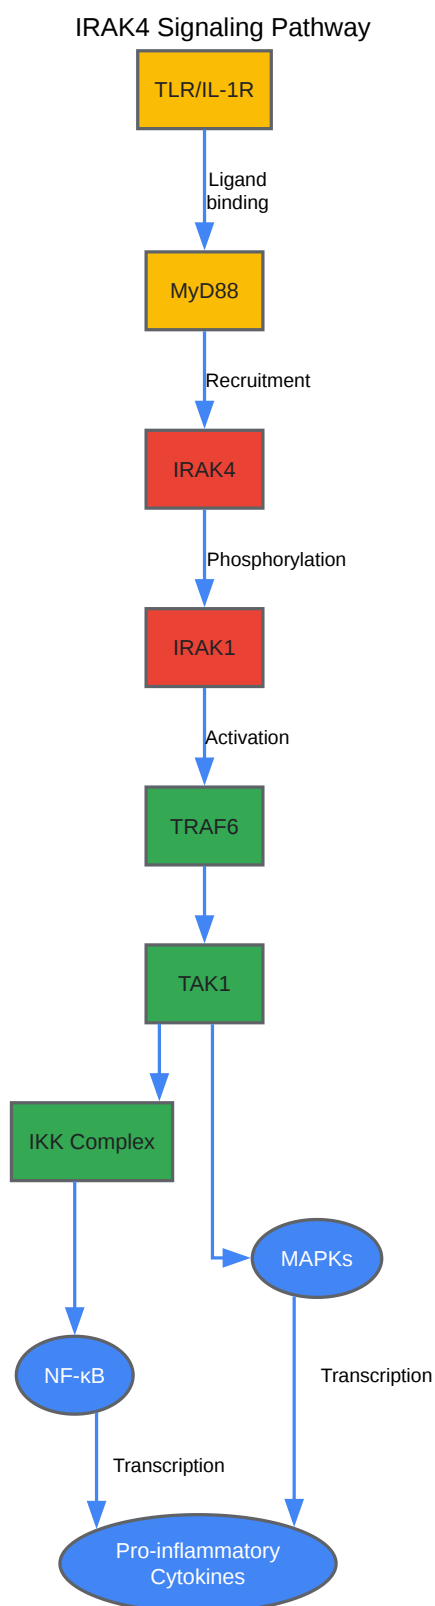 IRAK4 Signaling Pathway
TLR/IL-1R
Ligand
binding
MyD88
Recruitment
IRAK4
Phosphorylation
IRAK1
Activation
TRAF6
TAK1
IKK Complex
MAPKs
NF-κB
Transcription
Transcription
Pro-inflammatory
Cytokines